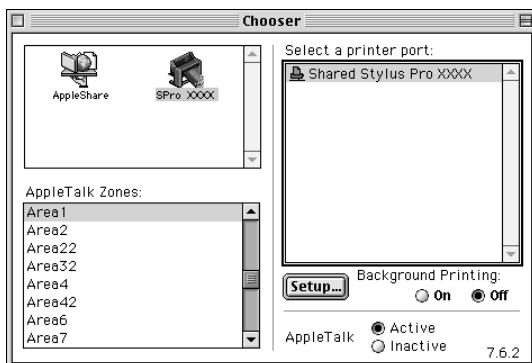 Chooser
AppleShare
SPro XXXX
AppleTalk Zones:
Area1
Area2
Area22
Area32
Area4
Area42
Area6
Area7
Select a printer port:
Shared Stylus Pro XXXX
Setup...
Background Printing:
On Off
AppleTalk
Active
Inactive
7.6.2